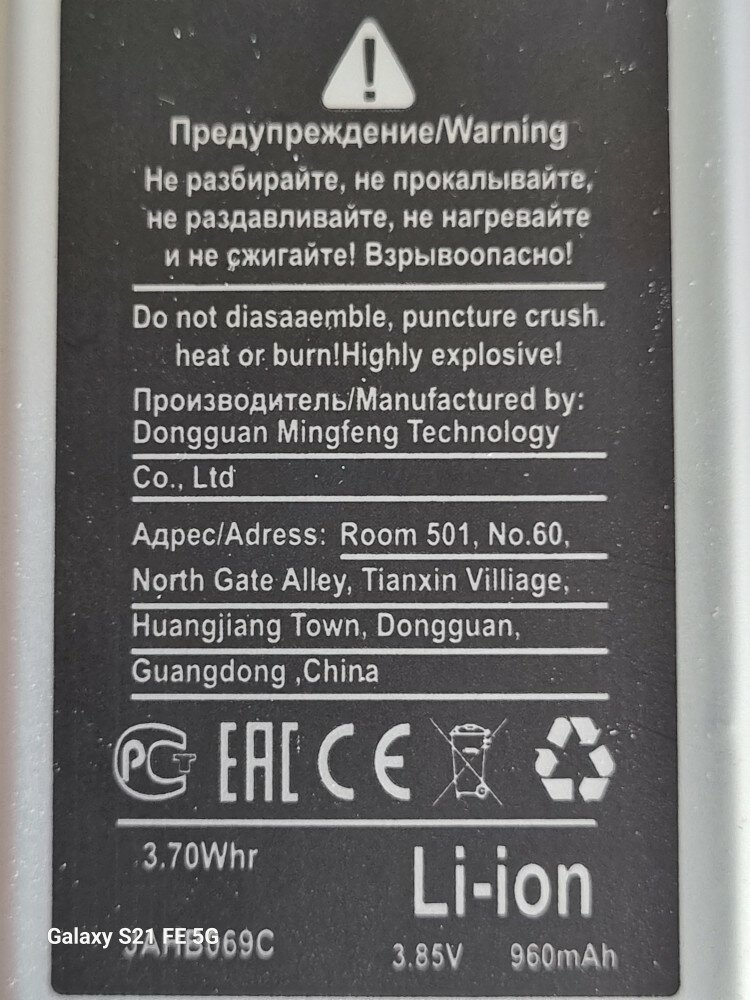 Предупреждение/Warning
Не разбирайте, не прокалывайте,
не раздавливайте, не нагревайте
и не сжигайте! Взрывоопасно!
Do not diasaaemble, puncture crush.
heat or burn!Highly explosive!
Производитель/Manufactured by:
Dongguan Mingfeng Technology
Co., Ltd
Адрес/Adress: Room 501, No.60,
North Gate Alley, Tianxin Villiage,
Huangjiang Town, Dongguan,
Guangdong ,China
РСТ EAC CE
3.70Whr
Li-ion
Galaxy S21 FE 5G
3.85V 960mAh